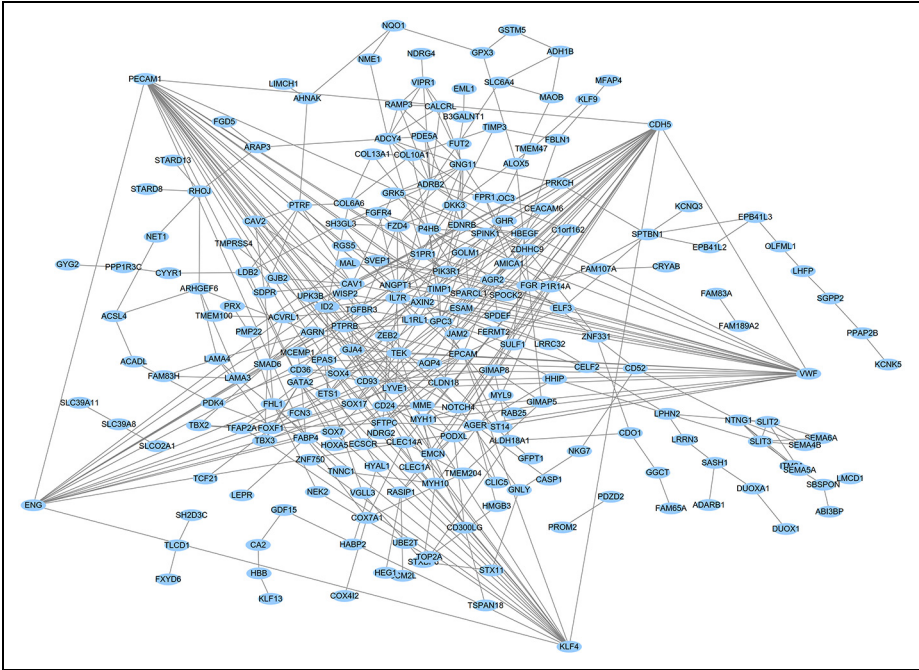 NQO1
GSTM5
NME1
NDRG4
GPX3
ADH1B
PECAM1
LIMCH1
VIPR1
EML1
SLC6A4
MFAP4
AHNAK
RAMP3
CALCRL
MAOB
KLF9
FGD5
B3GALNT1
ADCY4
PDE5A
TIMP3
CDH5
ARAP3
FUT2
FBLN1
COL13A1
COL10A1
TMEM47
STARD13
GNG11
ALOX5
STARD8
RHOJ
GRK5
ADRB2
PRKCH
PTRF
COL6A6
DKK3
FPR1
CEACAM6
KCNQ3
CAV2
SH3GL3
FGFR4
EDNRB
GHR
HBEGF
EPB41L3
NET1
TMPRSS4
FZD4
P4HB
SPINK1
C1orf162
SPTBN1
RGS5
GOLM1
ZDHHC9
EPB41L2
OLFML1
GYG2
PPP1R3C
CYYR1
LDB2
MAL
SVEP1
S1PR1
AMICA1
FAM107A
CRYAB
LHFP
GJB2
PIK3R1
AGR2
SDPR
CAV1
ANGPT1
TIMP1
FGR
ARHGEF6
UPK3B
WISP2
IL7R
SPARCL1
SPOCK2
FAM83A
SGPP2
PRX
ID2
TGFBR3
AXIN2
ESAM
ELF3
ACSL4
TMEM100
ACVRL1
IL1RL1
GPC3
SPDEF
FAM189A2
PMP22
AGRN
PTPRB
JAM2
FERMT2
ZNF331
PPAP2B
ZEB2
SULF1
LRRC32
ACADL
LAMA4
MCEMP1
GJA4
TEK
EPCAM
KCNK5
EPAS1
AQP4
SMAD6
CD36
SOX4
GIMAP8
CELF2
CD52
VWF
FAM83H
LAMA3
GATA2
CD93
LYVE1
CLDN18
HHIP
ETS1
MYL9
SLC39A11
PDK4
FHL1
SOX17
CD24
MME
NOTCH4
GIMAP5
FCN3
RAB25
LPHN2
NTNG1
SLIT2
SLC39A8
TBX2
TFAP2A
FOXF1
SFTPC
MYH11
AGER
ST14
SOX7
NDRG2
PODXL
CDO1
SLIT3
SEMA6A
SEMA4B
SLCO2A1
TBX3
FABP4
HOXA5
ECSCR
CLEC14A
ALDH18A1
LRRN3
EMCN
NKG7
ZNF750
HYAL1
CLEC1A
GFPT1
SASH1
SEMA5A
TCF21
TNNC1
TMEM204
GGCT
SBSPON
LMCD1
LEPR
NEK2
VGLL3
RASIP1
MYH10
CLIC5
CASP1
DUOXA1
ENG
GNLY
PDZD2
FAM65A
ADARB1
ABI3BP
GDF15
COX7A1
HMGB3
SH2D3C
CD300LG
PROM2
DUOX1
TLCD1
CA2
HABP2
UBE2T
TOP2A
FXYD6
HBB
HEG1
STX11
KLF13
COX4I2
TSPAN18
KLF4